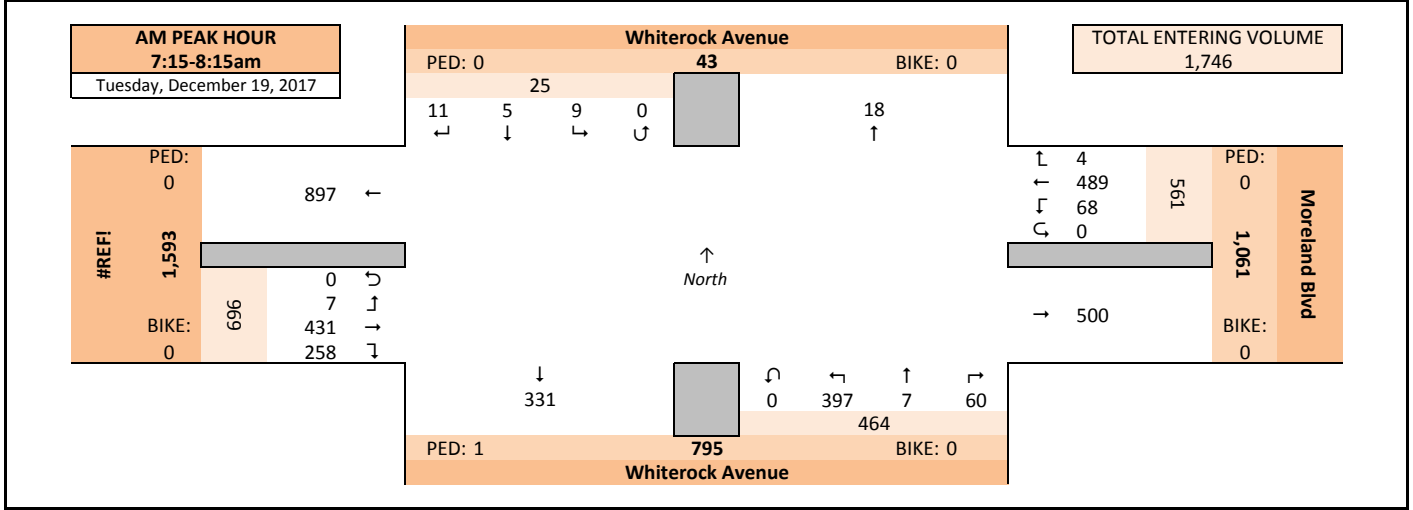 AM PEAK HOUR
7:15-8:15am
Tuesday, December 19, 2017
Whiterock Avenue
PED: 0 43 BIKE: 0
25
11 5 9 0
18
TOTAL ENTERING VOLUME
1,746
#REF!
PED:
0
1,593
BIKE:
0
897
696
0
7
431
258
North
4
489
68
0
561
500
PED:
0
1,061
BIKE:
0
Moreland Blvd
331
0 397 7 60
464
PED: 1 795 BIKE: 0
Whiterock Avenue